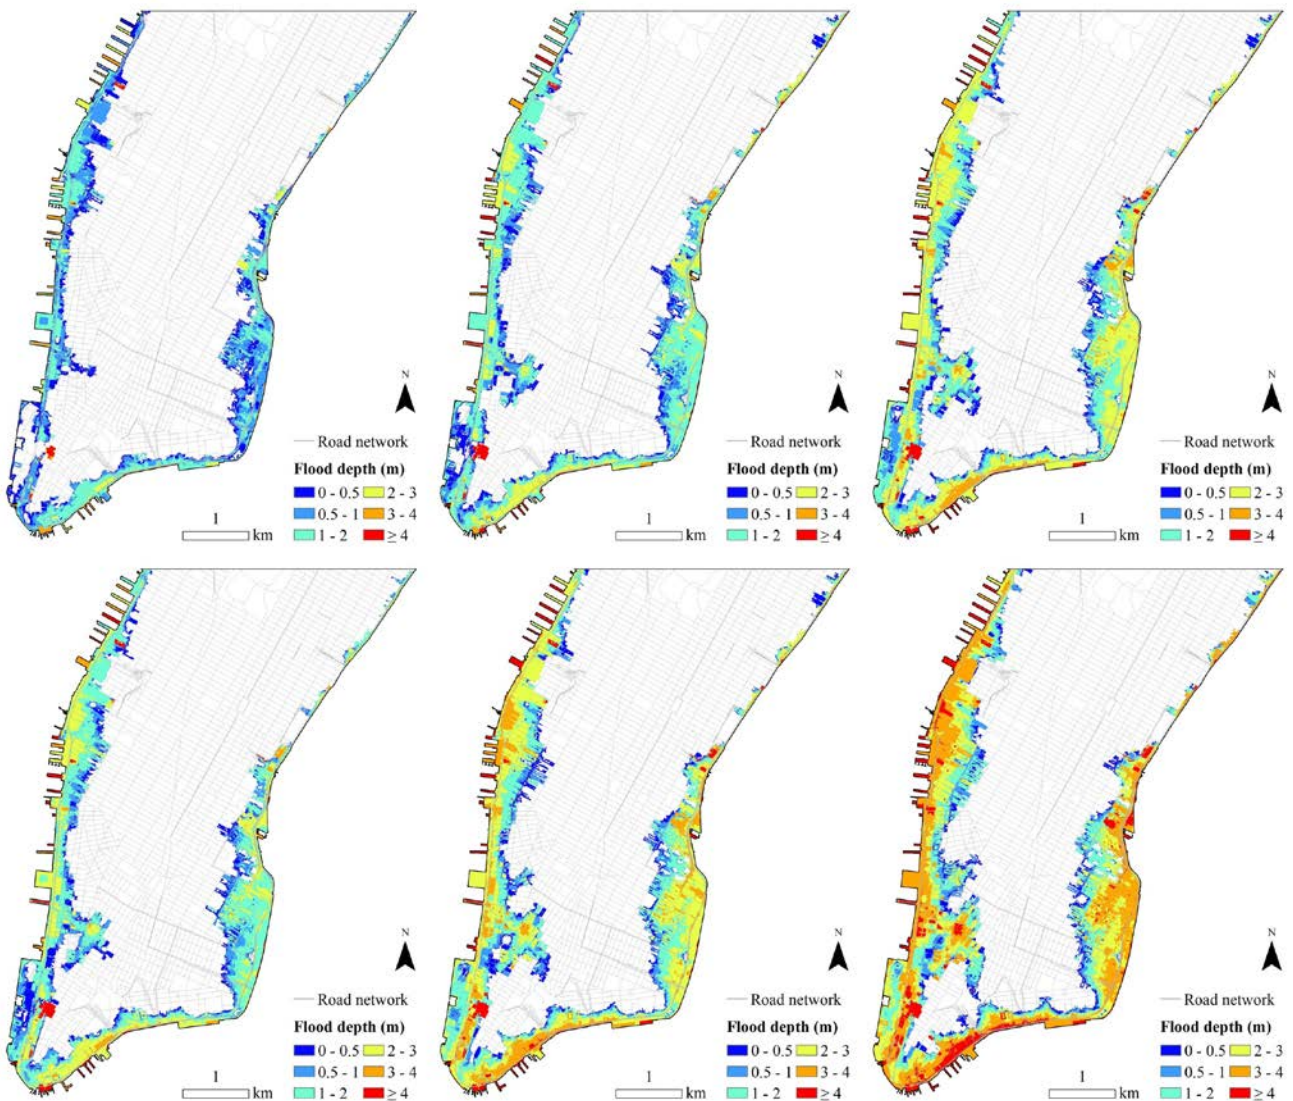 N
Road network
Flood depth (m)
0 - 0.5 2 - 3
0.5 - 1 3 - 4
1 - 2 ≥ 4
1
km
N
Road network
Flood depth (m)
0 - 0.5 2 - 3
0.5 - 1 3 - 4
1 - 2 ≥ 4
1
km
N
Road network
Flood depth (m)
0 - 0.5 2 - 3
0.5 - 1 3 - 4
1 - 2 ≥ 4
1
km
N
Road network
Flood depth (m)
0 - 0.5 2 - 3
0.5 - 1 3 - 4
1 - 2 ≥ 4
1
km
N
Road network
Flood depth (m)
0 - 0.5 2 - 3
0.5 - 1 3 - 4
1 - 2 ≥ 4
1
km
N
Road network
Flood depth (m)
0 - 0.5 2 - 3
0.5 - 1 3 - 4
1 - 2 ≥ 4
1
km